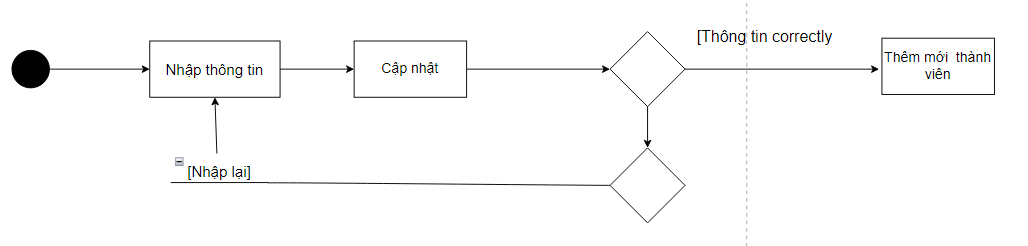 [Thông tin correctly
Nhập thông tin
Cập nhật
Thêm mới thành
viên
[Nhập lại]